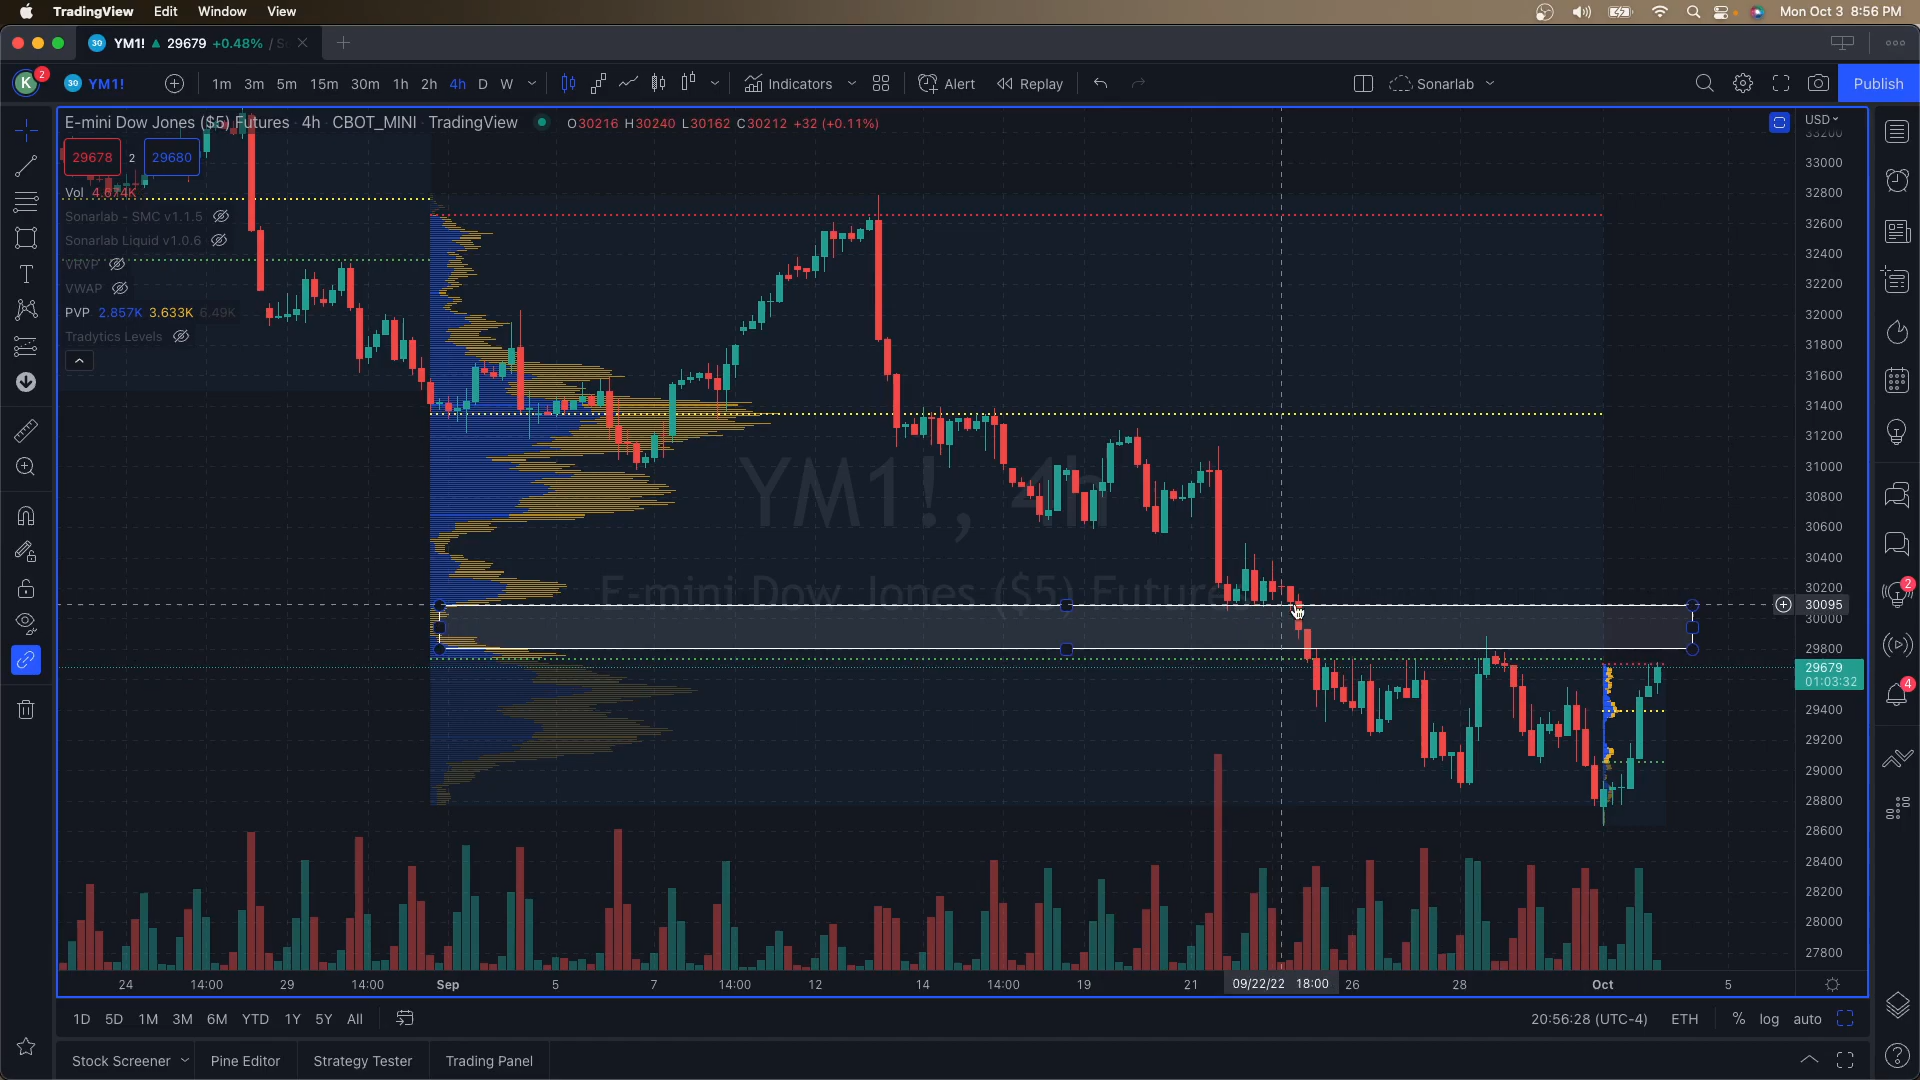 TradingView Edit Window View Mon Oct 3 8:56 PM
30 YM1! ▲ 29679 +0.48% /
K 2 30 YM1! 1m 3m 5m 15m 30m 1h 2h 4h D W Indicators Alert Replay Sonarlab Publish
E-mini Dow Jones ($5) Futures 4h CBOT_MINI TradingView O30216 H30240 L30162 C30212 +32 (+0.11%)
USD
29678 2 29680
Vol 4.674K
Sonarlab - SMC v1.1.5
Sonarlab Liquid v1.0.6
VRVP
VWAP
PVP 2.857K 3.633K 6.49K
Tradytics Levels
YM1!, 4h
E-mini Dow Jones ($5) Futures
33200
33000
32800
32600
32400
32200
32000
31800
31600
31400
31200
31000
30800
30600
30400
30200
30095
30000
29800
29679
01:03:32
29400
29200
29000
28800
28600
28400
28200
28000
27800
2
4
24 14:00 29 14:00 Sep 5 7 14:00 12 14 14:00 19 21 09/22/22 18:00 26 28 Oct 5
1D 5D 1M 3M 6M YTD 1Y 5Y All 20:56:28 (UTC-4) ETH % log auto
Stock Screener Pine Editor Strategy Tester Trading Panel